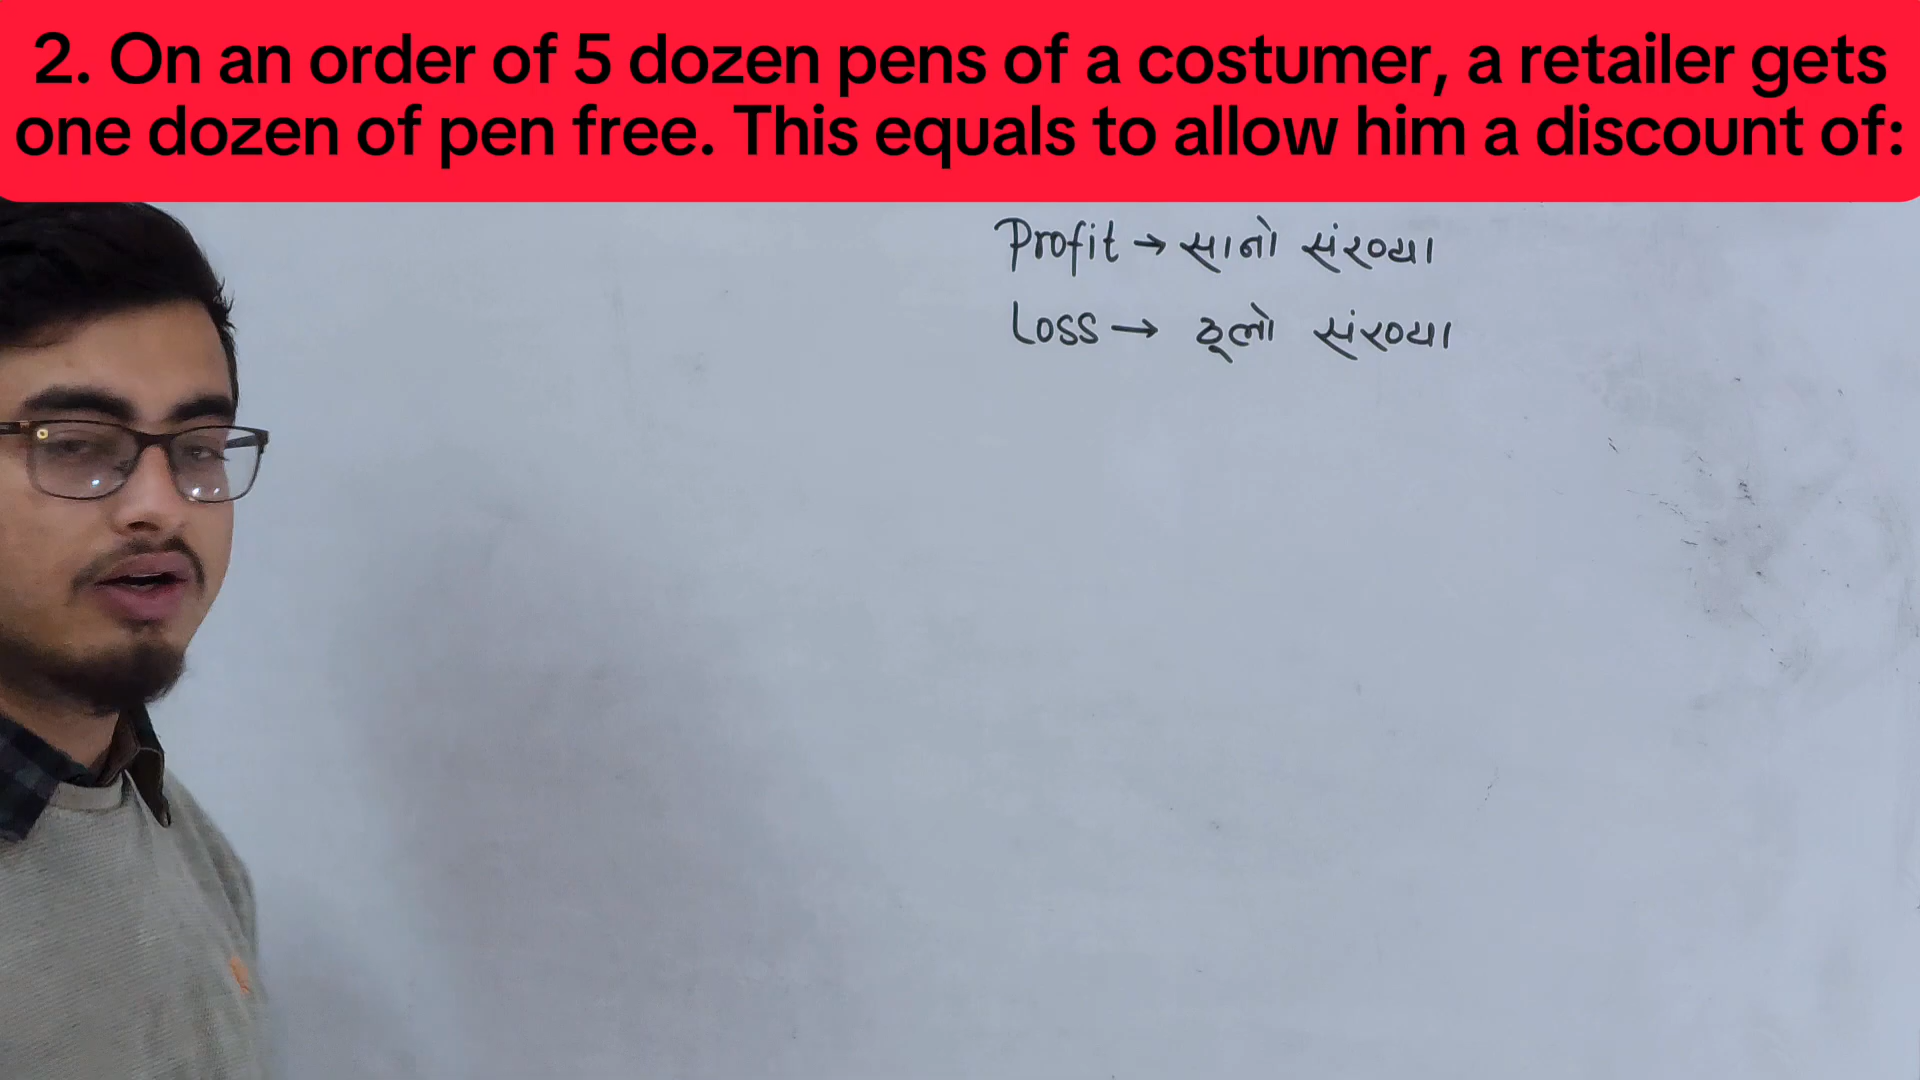 2. On an order of 5 dozen pens of a costumer, a retailer gets
one dozen of pen free. This equals to allow him a discount of:
Profit → सानो संख्या
Loss → ठूलो संख्या